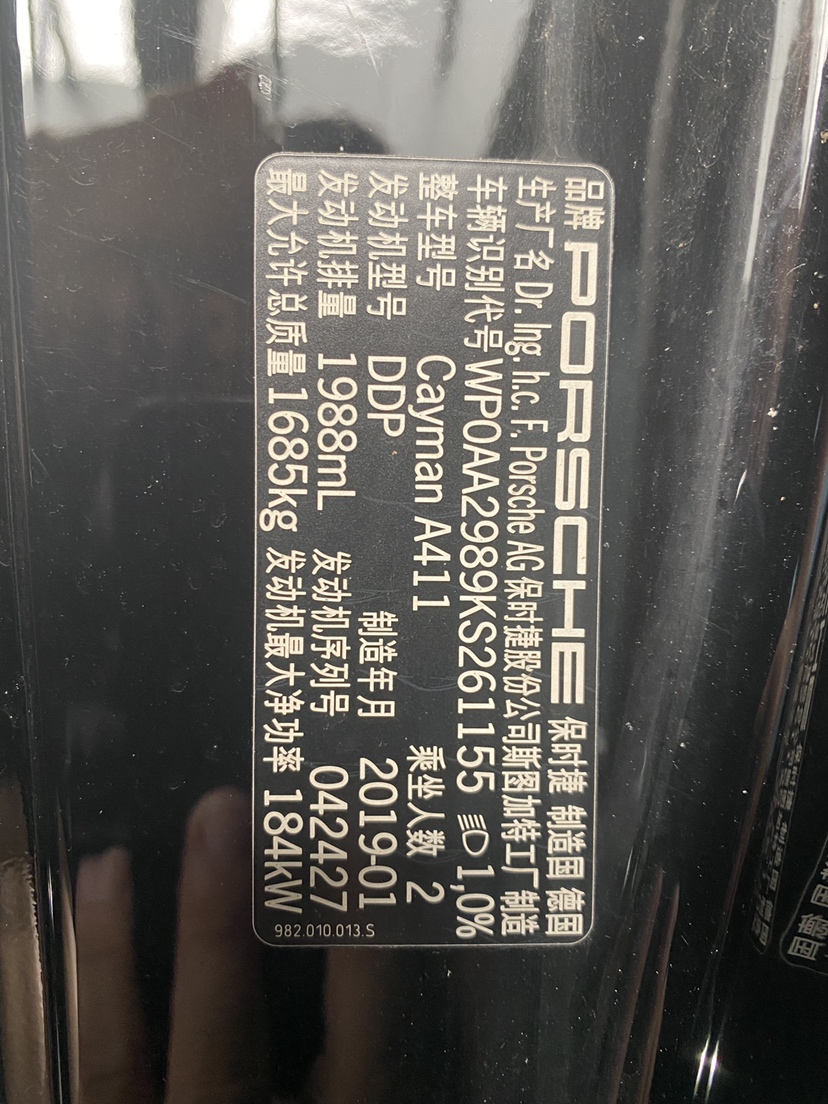 品牌 PORSCHE 保时捷 制造国 德国
生产厂名 Dr. Ing. h.c. F. Porsche AG 保时捷股份公司斯图加特工厂制造
车辆识别代号 WP0AA2989KS261155 1,0%
整车型号 Cayman A411 乘坐人数 2
发动机型号 DDP 制造年月 2019-01
发动机排量 1988mL 发动机序列号 042427
最大允许总质量 1685kg 发动机最大净功率 184kW
982.010.013.S